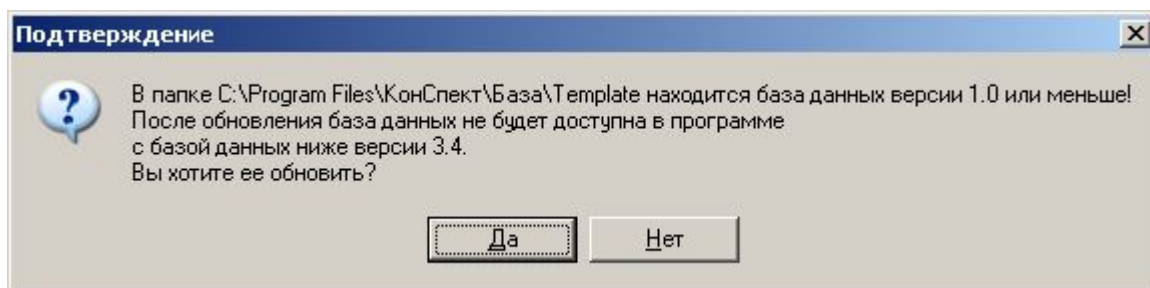 Подтверждение
В папке C:\Program Files\КонСпект\База\Template находится база данных версии 1.0 или меньше!
После обновления база данных не будет доступна в программе
с базой данных ниже версии 3.4.
Вы хотите ее обновить?
Да Нет